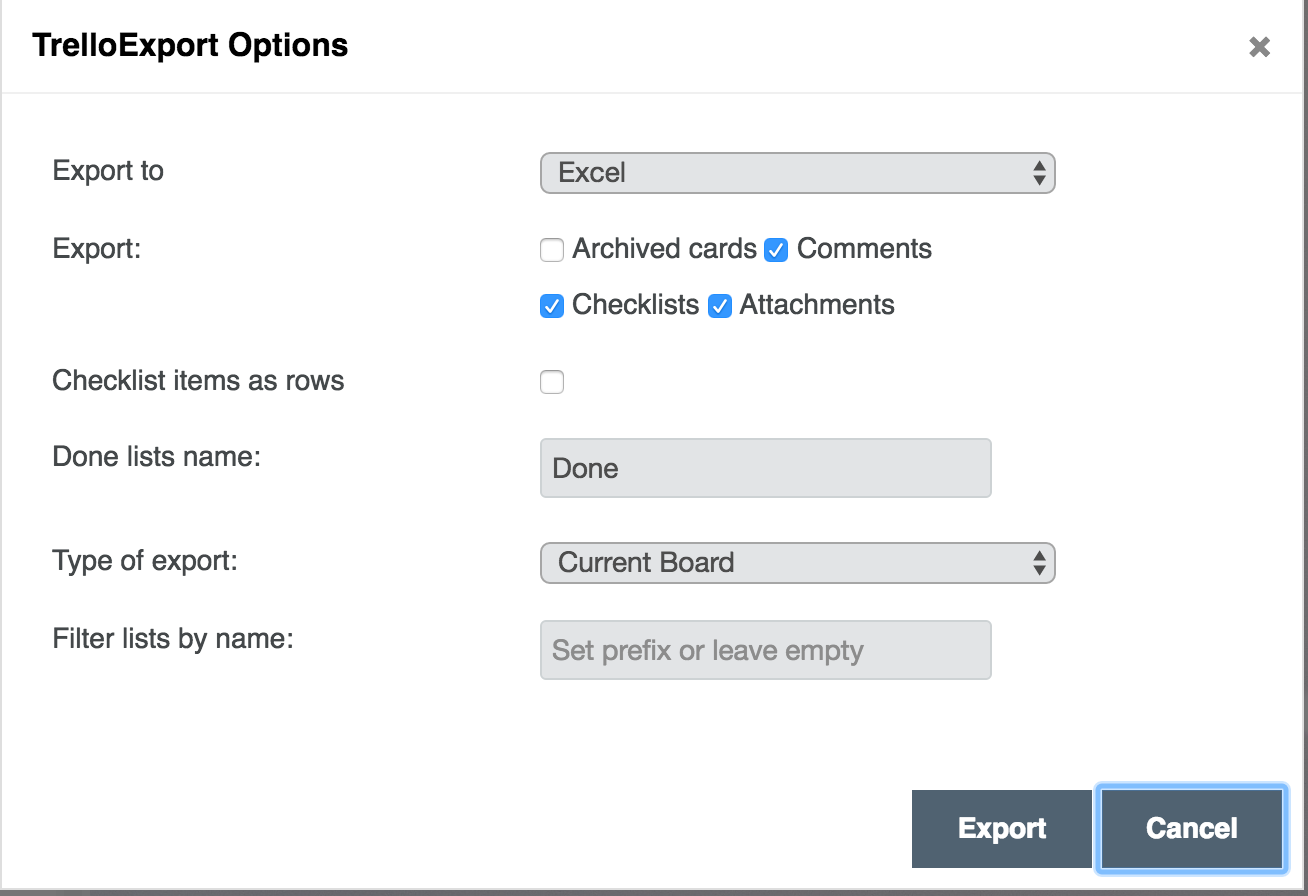 TrelloExport Options
Export to
Excel
Export:
Archived cards Comments
Checklists Attachments
Checklist items as rows
Done lists name:
Done
Type of export:
Current Board
Filter lists by name:
Set prefix or leave empty
Export Cancel